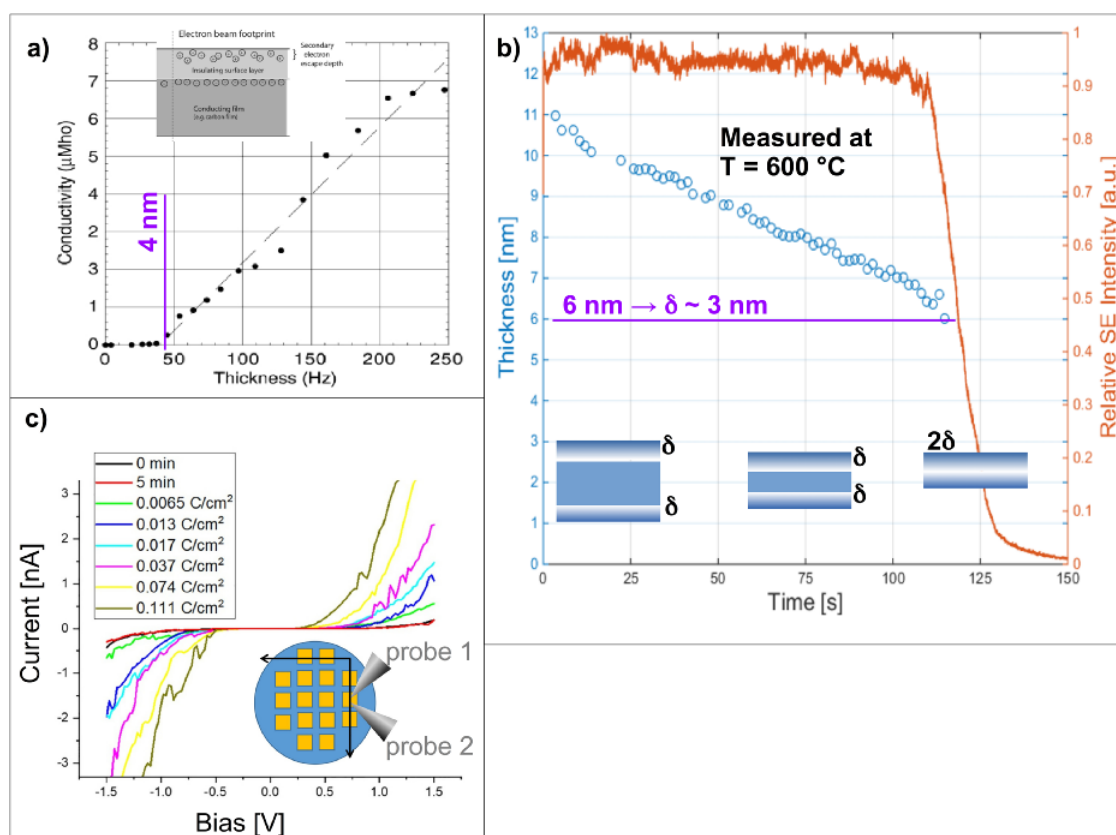 a)
Electron beam footprint
Secondary
electron
escape depth
Insulating surface layer
Conducting film
(e.g. carbon film)
8
7
6
5
4
2
3
1
0
Conductivity (µMho)
4 nm
0 50 100 150 200 250
Thickness (Hz)
b)
13
12
11
10
9
8
7
6
5
4
3
2
1
0
Thickness [nm]
Measured at
T = 600 °C
6 nm → δ ~ 3 nm
δ
δ
δ
δ
2δ
1
0.9
0.8
0.7
0.6
0.5
0.4
0.3
0.2
0.1
0
Relative SE Intensity [a.u.]
0 25 50 75 100 125 150
Time [s]
c)
0 min
5 min
0.0065 C/cm²
0.013 C/cm²
0.017 C/cm²
0.037 C/cm²
0.074 C/cm²
0.111 C/cm²
3
2
1
0
-1
-2
-3
Current [nA]
probe 1
probe 2
-1.5 -1.0 -0.5 0.0 0.5 1.0 1.5
Bias [V]